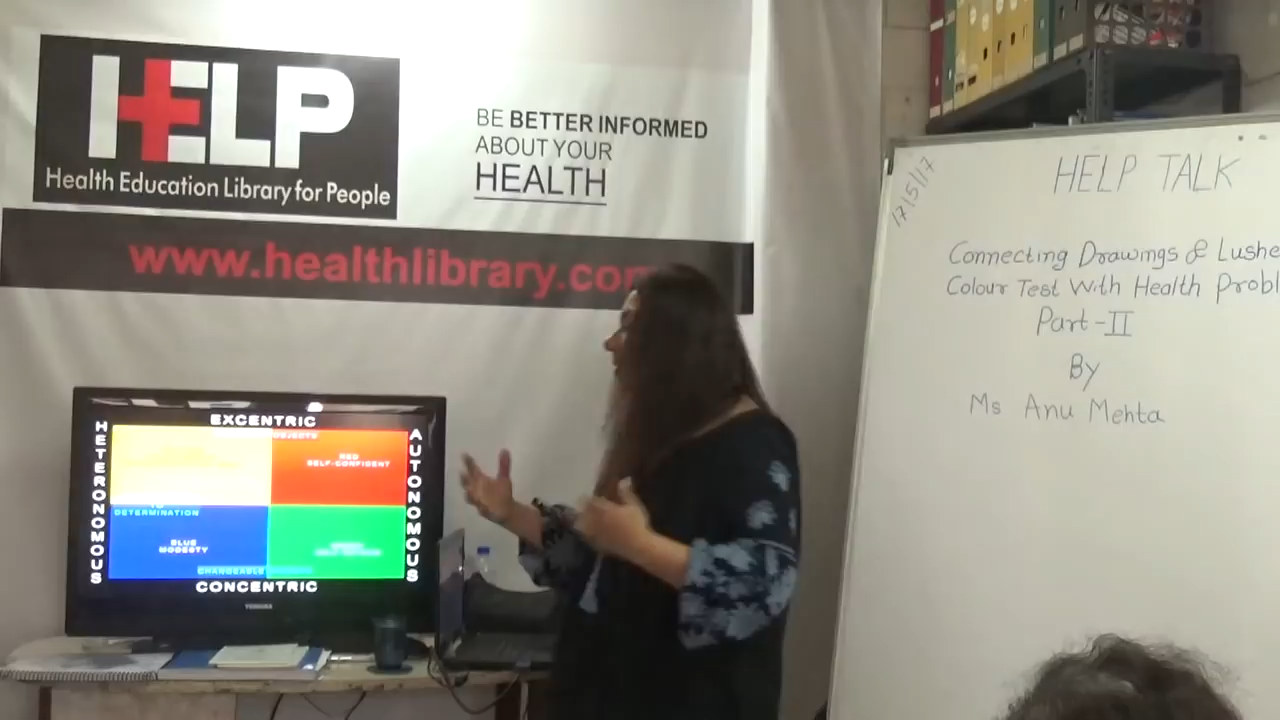 HELP
Health Education Library for People
BE BETTER INFORMED
ABOUT YOUR
HEALTH
www.healthlibrary.com
EXCENTRIC
HETERONOMOUS
AUTONOMOUS
OBJECTS
RED
SELF-CONFIDENT
DETERMINATION
BLUE
MODESTY
CHANGEABLE
CONCENTRIC
TOSHIBA
17/5/17
HELP TALK
Connecting Drawings & Lushe
Colour Test With Health Probl
Part-II
By
Ms Anu Mehta